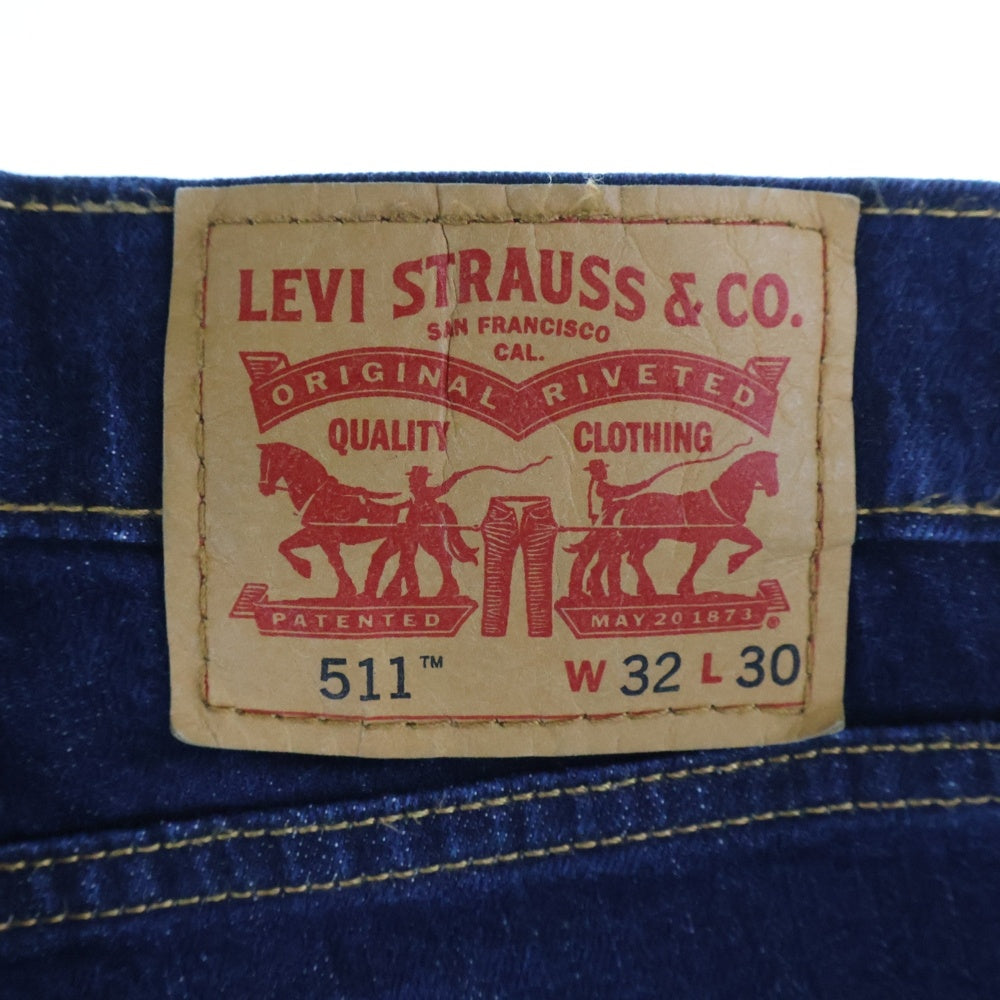 LEVI STRAUSS & CO.
SAN FRANCISCO
CAL.
ORIGINAL RIVETED
QUALITY CLOTHING
PATENTED MAY 20 1873 ®
511™ W 32 L 30